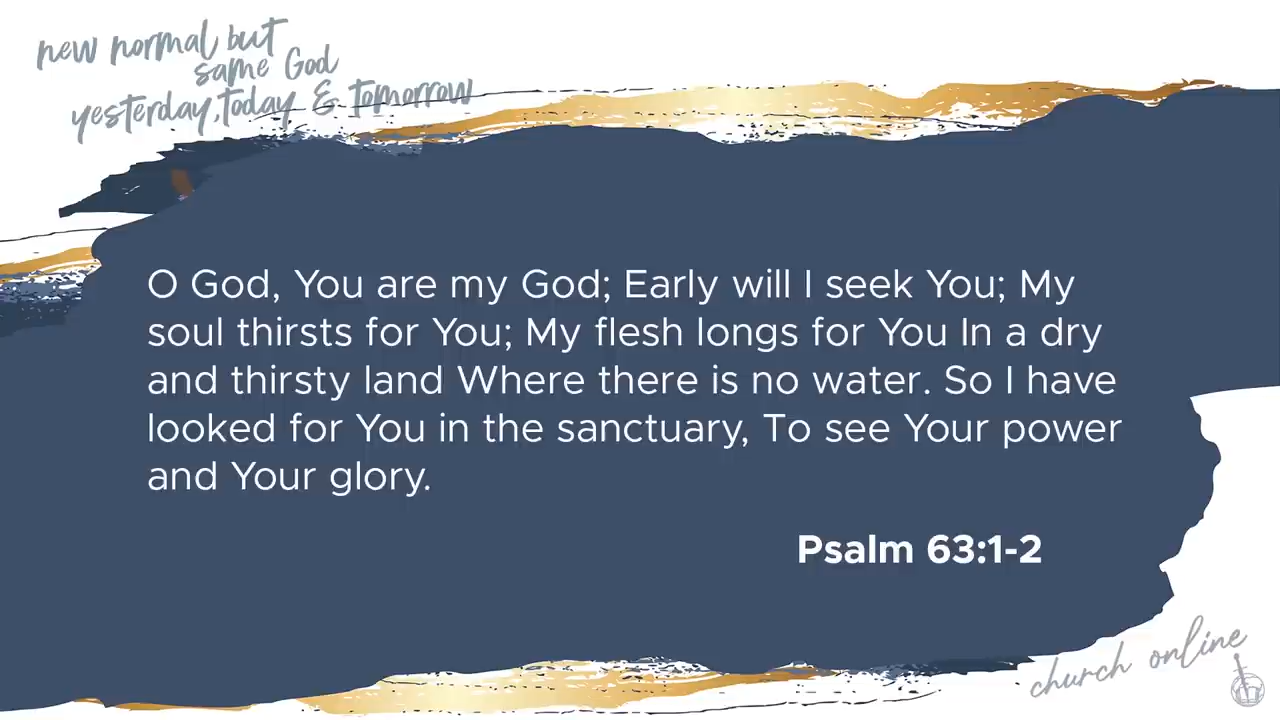 new normal but
same God
yesterday, today & tomorrow
O God, You are my God; Early will I seek You; My
soul thirsts for You; My flesh longs for You In a dry
and thirsty land Where there is no water. So I have
looked for You in the sanctuary, To see Your power
and Your glory.
Psalm 63:1-2
church online